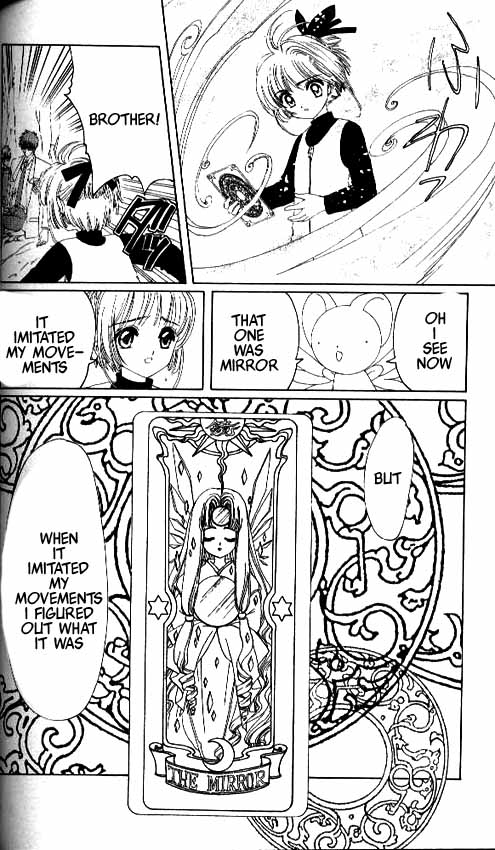 BROTHER!
OH
I
SEE
NOW
THAT
ONE
WAS
MIRROR
IT
IMITATED
MY MOVE-
MENTS
BUT
WHEN
IT
IMITATED
MY
MOVEMENTS
I FIGURED
OUT WHAT
IT WAS
THE MIRROR